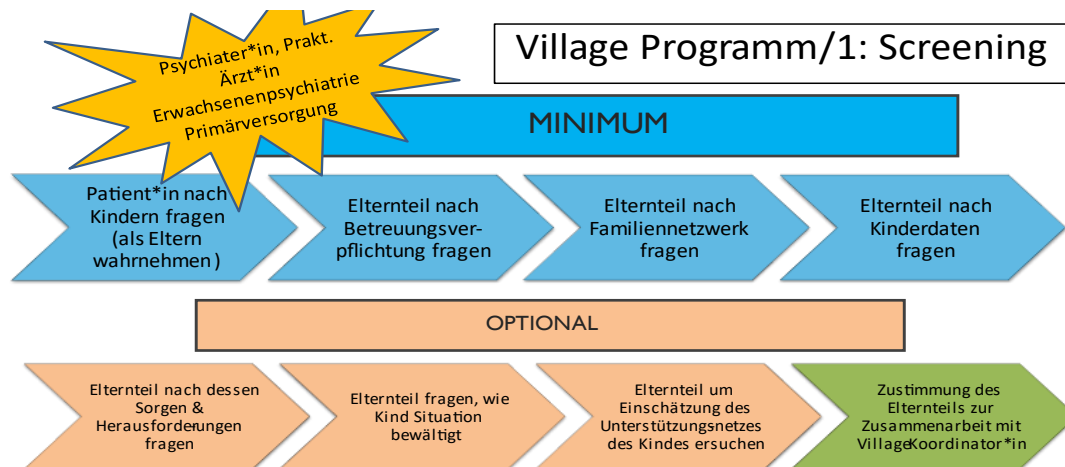 Psychiater*in, Prakt.
Ärzt*in
Erwachsenenpsychiatrie
Primärversorgung
Village Programm/1: Screening
MINIMUM
Patient*in nach
Kindern fragen
(als Eltern
wahrnehmen )
Elternteil nach
Betreuungsver-
pflichtung fragen
Elternteil nach
Familiennetzwerk
fragen
Elternteil nach
Kinderdaten
fragen
OPTIONAL
Elternteil nach dessen
Sorgen &
Herausforderungen
fragen
Elternteil fragen, wie
Kind Situation
bewältigt
Elternteil um
Einschätzung des
Unterstützungsnetzes
des Kindes ersuchen
Zustimmung des
Elternteils zur
Zusammenarbeit mit
VillageKoordinator*in